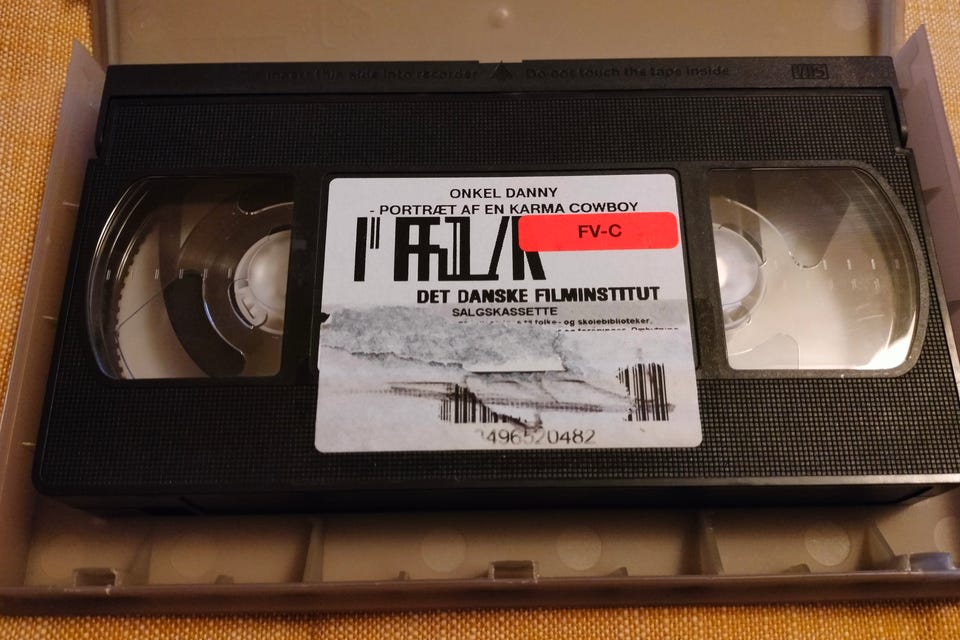 Insert this side into recorder Do not touch the tape inside VHS
ONKEL DANNY
- PORTRÆT AF EN KARMA COWBOY
FV-C
DET DANSKE FILMINSTITUT
SALGSKASSETTE
folke- og skolebiblioteker.
496520482